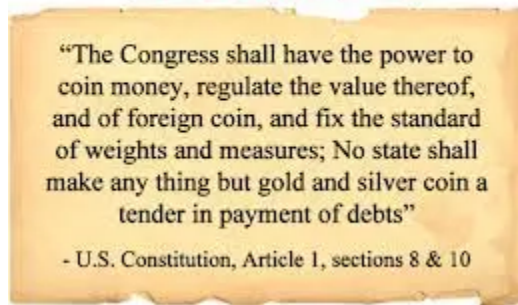 “The Congress shall have the power to
coin money, regulate the value thereof,
and of foreign coin, and fix the standard
of weights and measures; No state shall
make any thing but gold and silver coin a
tender in payment of debts”
- U.S. Constitution, Article 1, sections 8 & 10